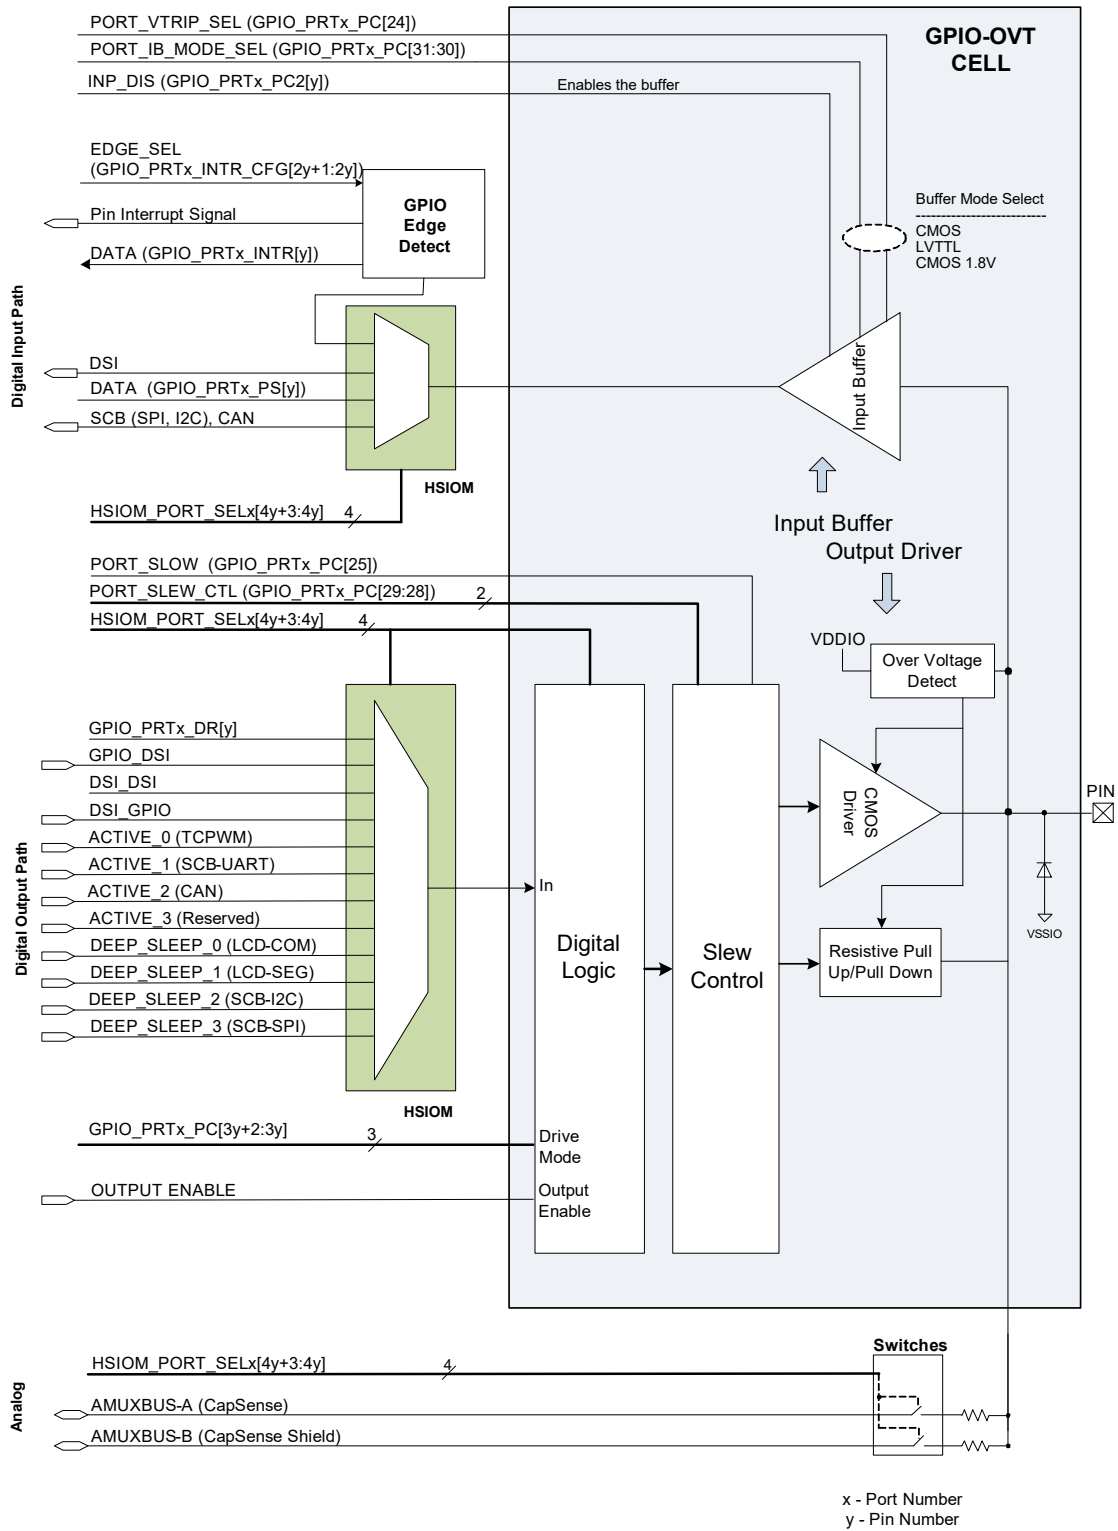 PORT_VTRIP_SEL (GPIO_PRTx_PC[24])
PORT_IB_MODE_SEL (GPIO_PRTx_PC[31:30])
INP_DIS (GPIO_PRTx_PC2[y])
Enables the buffer
GPIO-OVT
CELL
EDGE_SEL
(GPIO_PRTx_INTR_CFG[2y+1:2y])
Pin Interrupt Signal
DATA (GPIO_PRTx_INTR[y])
GPIO
Edge
Detect
Buffer Mode Select
CMOS
LVTTL
CMOS 1.8V
Digital Input Path
DSI
DATA (GPIO_PRTx_PS[y])
SCB (SPI, I2C), CAN
HSIOM
Input Buffer
HSIOM_PORT_SELx[4y+3:4y]
4
Input Buffer
Output Driver
PORT_SLOW (GPIO_PRTx_PC[25])
PORT_SLEW_CTL (GPIO_PRTx_PC[29:28])
2
HSIOM_PORT_SELx[4y+3:4y]
4
VDDIO
Over Voltage
Detect
Digital Output Path
GPIO_PRTx_DR[y]
GPIO_DSI
DSI_DSI
DSI_GPIO
ACTIVE_0 (TCPWM)
ACTIVE_1 (SCB-UART)
ACTIVE_2 (CAN)
ACTIVE_3 (Reserved)
DEEP_SLEEP_0 (LCD-COM)
DEEP_SLEEP_1 (LCD-SEG)
DEEP_SLEEP_2 (SCB-I2C)
DEEP_SLEEP_3 (SCB-SPI)
HSIOM
In
Digital
Logic
Slew
Control
CMOS
Driver
PIN
VSSIO
Resistive Pull
Up/Pull Down
GPIO_PRTx_PC[3y+2:3y]
3
Drive
Mode
OUTPUT ENABLE
Output
Enable
Switches
Analog
HSIOM_PORT_SELx[4y+3:4y]
4
AMUXBUS-A (CapSense)
AMUXBUS-B (CapSense Shield)
x - Port Number
y - Pin Number